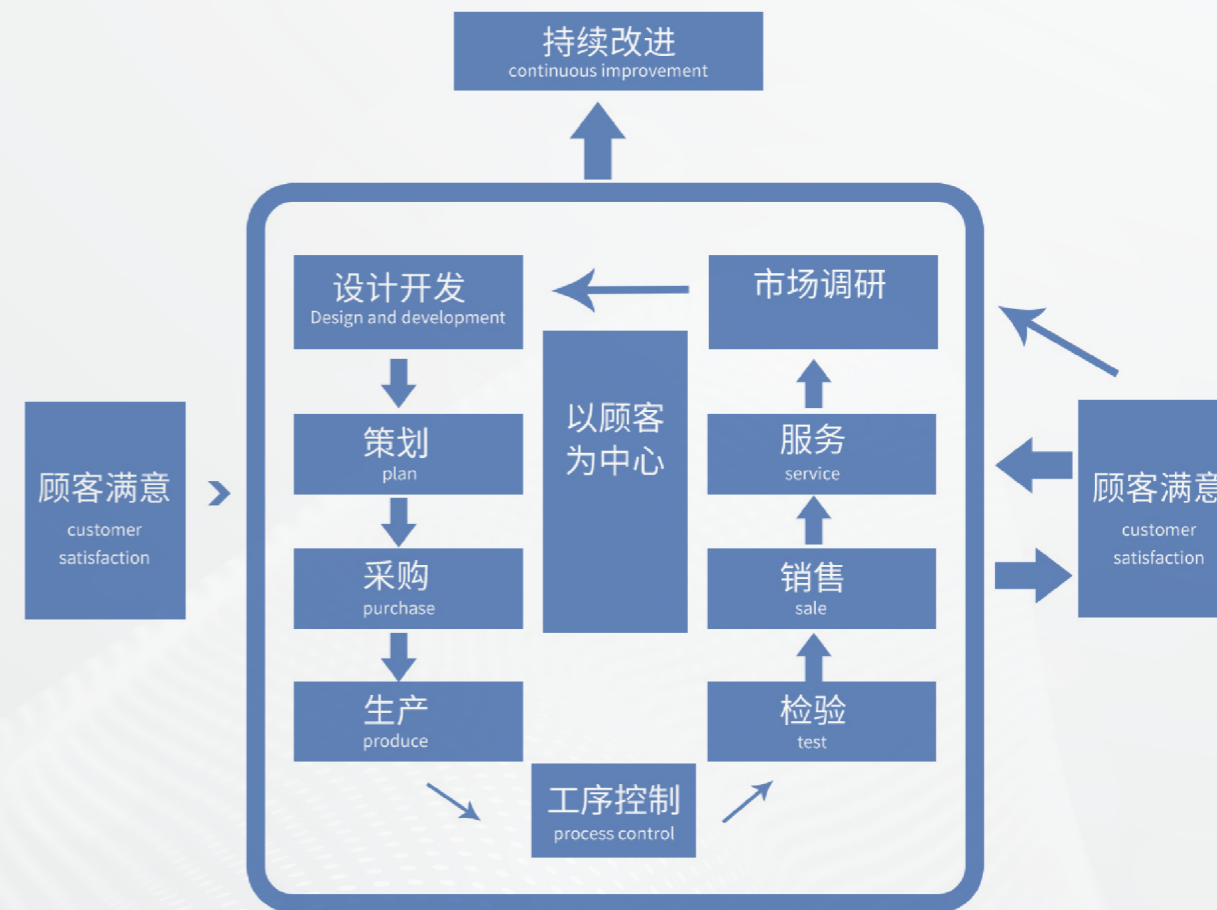 持续改进
continuous improvement
设计开发
Design and development
市场调研
策划
plan
以顾客
为中心
服务
service
顾客满意
customer
satisfaction
顾客满意
customer
satisfaction
采购
purchase
销售
sale
生产
produce
检验
test
工序控制
process control